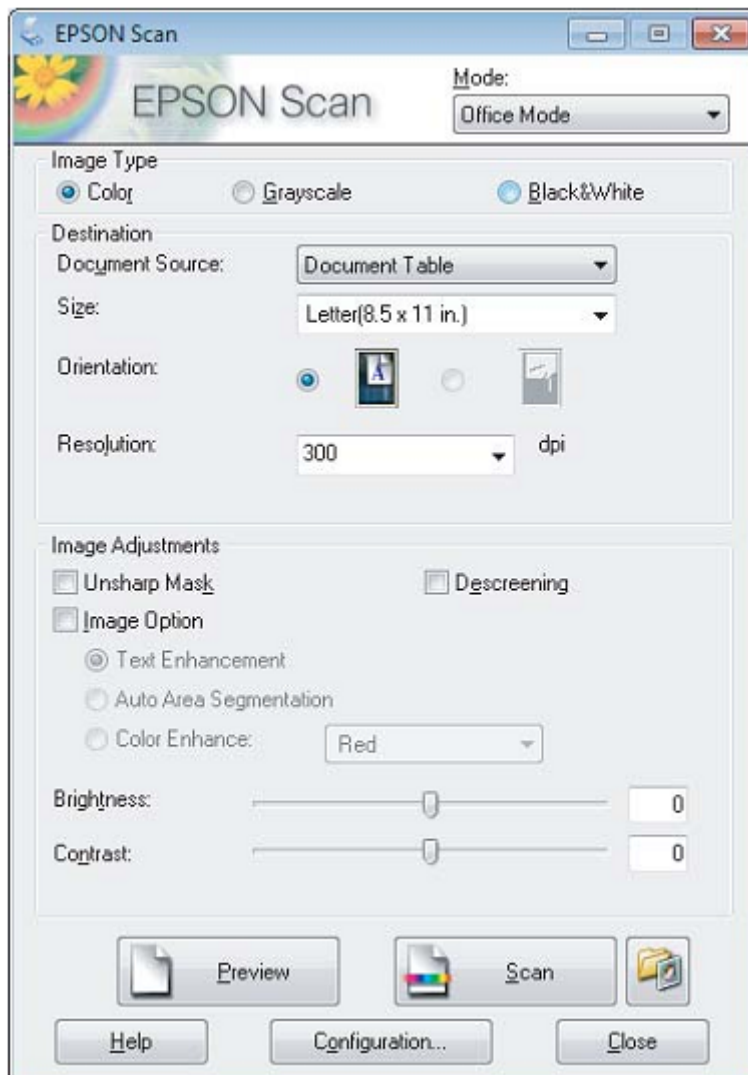 EPSON Scan
EPSON Scan
Mode:
Office Mode
Image Type
Color Grayscale Black&White
Destination
Document Source: Document Table
Size: Letter(8.5 x 11 in.)
Orientation: A
Resolution: 300 dpi
Image Adjustments
Unsharp Mask Descreening
Image Option
Text Enhancement
Auto Area Segmentation
Color Enhance: Red
Brightness: 0
Contrast: 0
Preview Scan
Help Configuration... Close